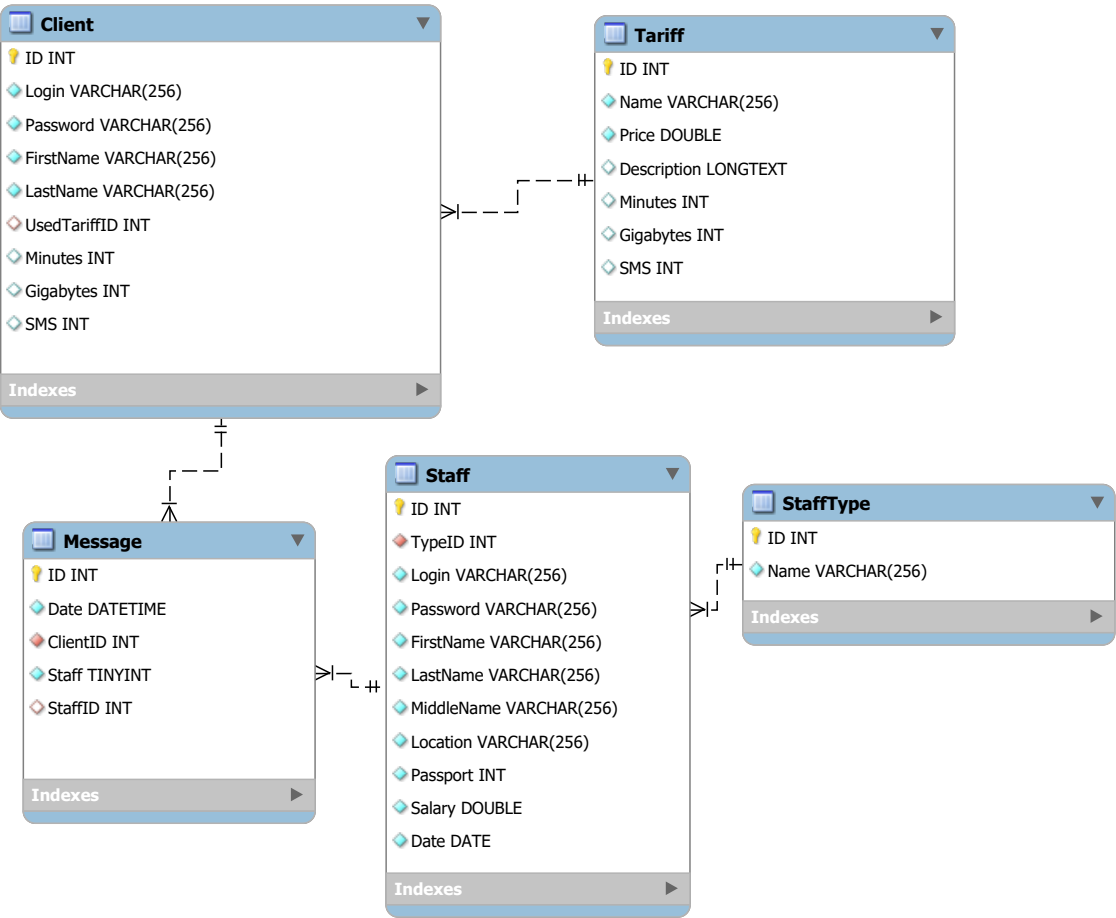 Client
ID INT
Login VARCHAR(256)
Password VARCHAR(256)
FirstName VARCHAR(256)
LastName VARCHAR(256)
UsedTariffID INT
Minutes INT
Gigabytes INT
SMS INT
Indexes
Tariff
ID INT
Name VARCHAR(256)
Price DOUBLE
Description LONGTEXT
Minutes INT
Gigabytes INT
SMS INT
Indexes
Message
ID INT
Date DATETIME
ClientID INT
Staff TINYINT
StaffID INT
Indexes
Staff
ID INT
TypeID INT
Login VARCHAR(256)
Password VARCHAR(256)
FirstName VARCHAR(256)
LastName VARCHAR(256)
MiddleName VARCHAR(256)
Location VARCHAR(256)
Passport INT
Salary DOUBLE
Date DATE
Indexes
StaffType
ID INT
Name VARCHAR(256)
Indexes